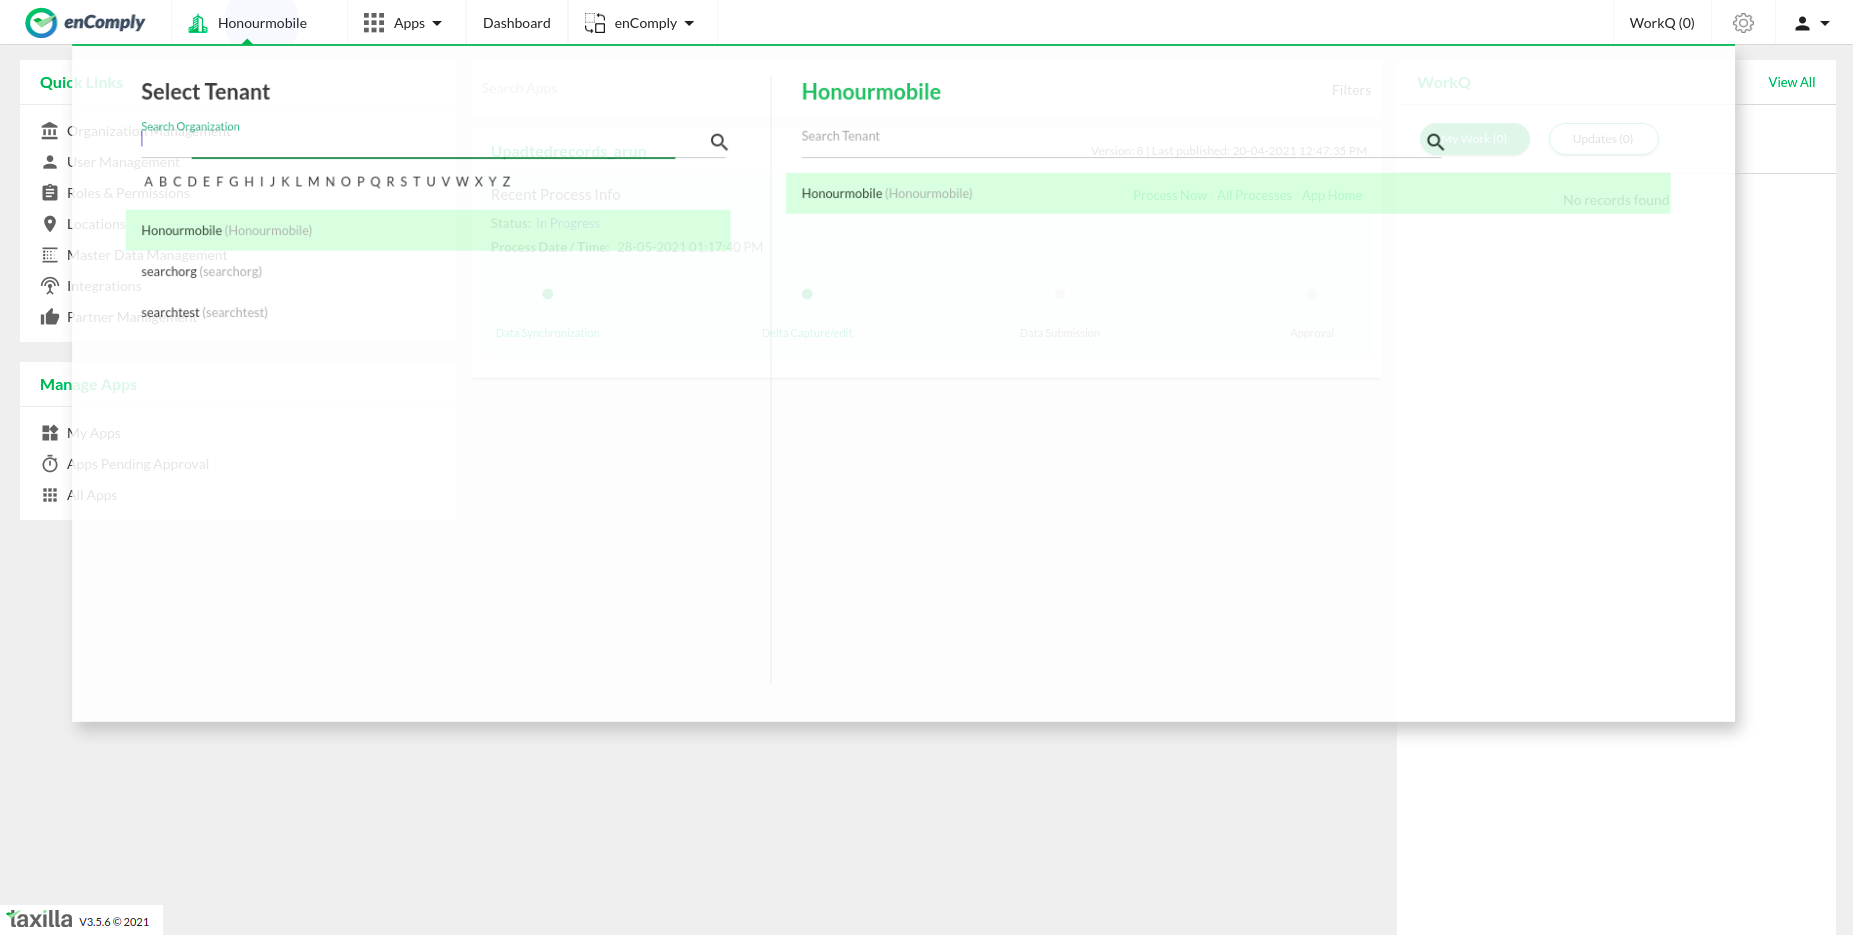 enComply
Honourmobile
Apps
Dashboard
enComply
WorkQ (0)
Select Tenant
Search Organization
A B C D E F G H I J K L M N O P Q R S T U V W X Y Z
Honourmobile (Honourmobile)
searchorg (searchorg)
searchtest (searchtest)
Honourmobile
Search Tenant
Honourmobile (Honourmobile)
Quick Links
Organization Management
User Management
Roles & Permissions
Locations
Master Data Management
Integrations
Partner Management
Manage Apps
My Apps
Apps Pending Approval
All Apps
Search Apps
Filters
Upadtedrecords_arun
Version: 8 | Last published: 20-04-2021 12:47:35 PM
Recent Process Info
Process Now All Processes App Home
Status: In Progress
Process Date / Time: 28-05-2021 01:17:40 PM
Data Synchronization
Delta Capture/edit
Data Submission
Approval
WorkQ
View All
My Work (0)
Updates (0)
No records found
taxilla V3.5.6 © 2021